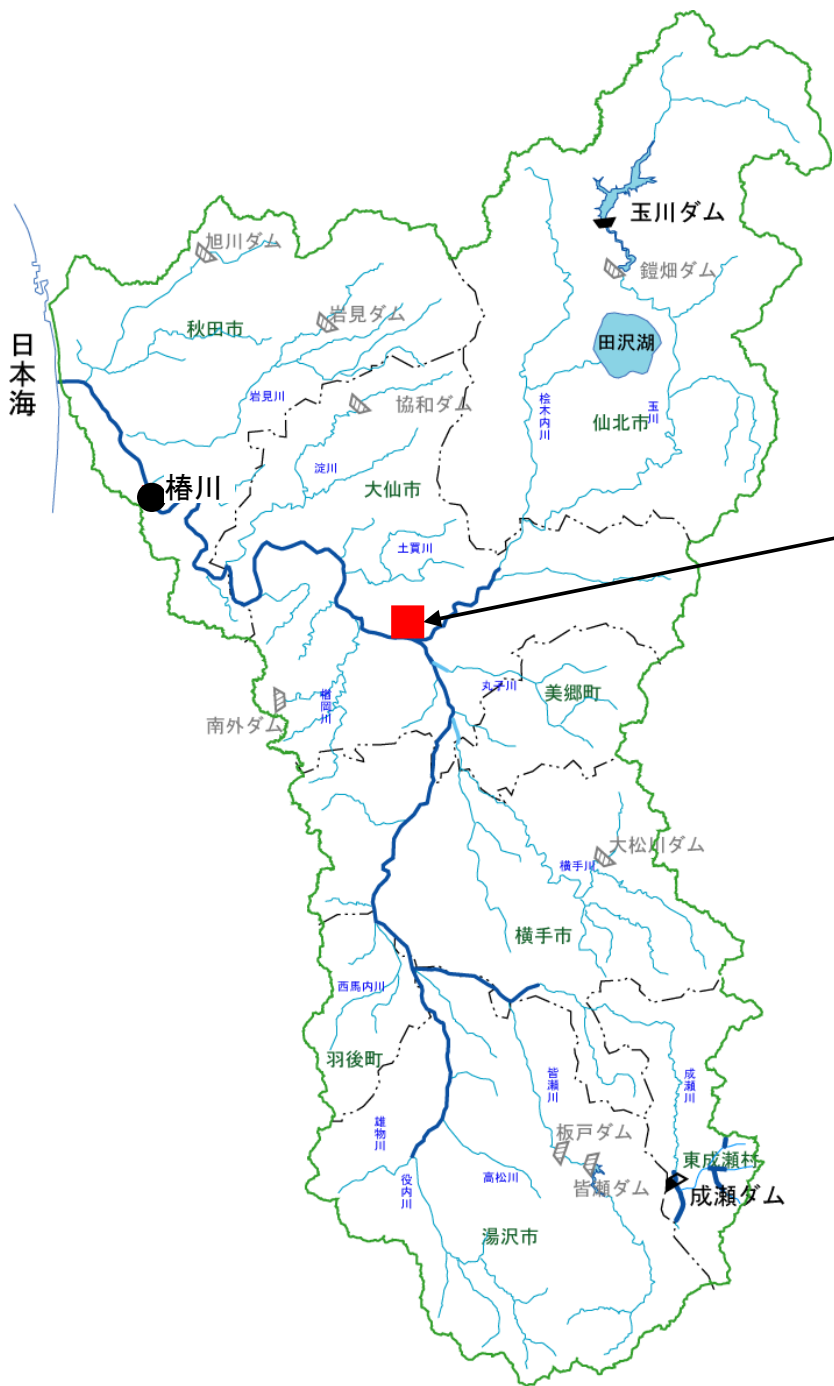 玉川ダム
旭川ダム
鎧畑ダム
岩見ダム
秋田市
田沢湖
日本海
岩見川
協和ダム
桧木内川
玉川
仙北市
淀川
大仙市
椿川
土買川
丸子川
美郷町
楢岡川
南外ダム
大松川ダム
横手川
横手市
西馬内川
羽後町
皆瀬川
成瀬川
雄物川
板戸ダム
東成瀬村
役内川
高松川
皆瀬ダム
成瀬ダム
湯沢市